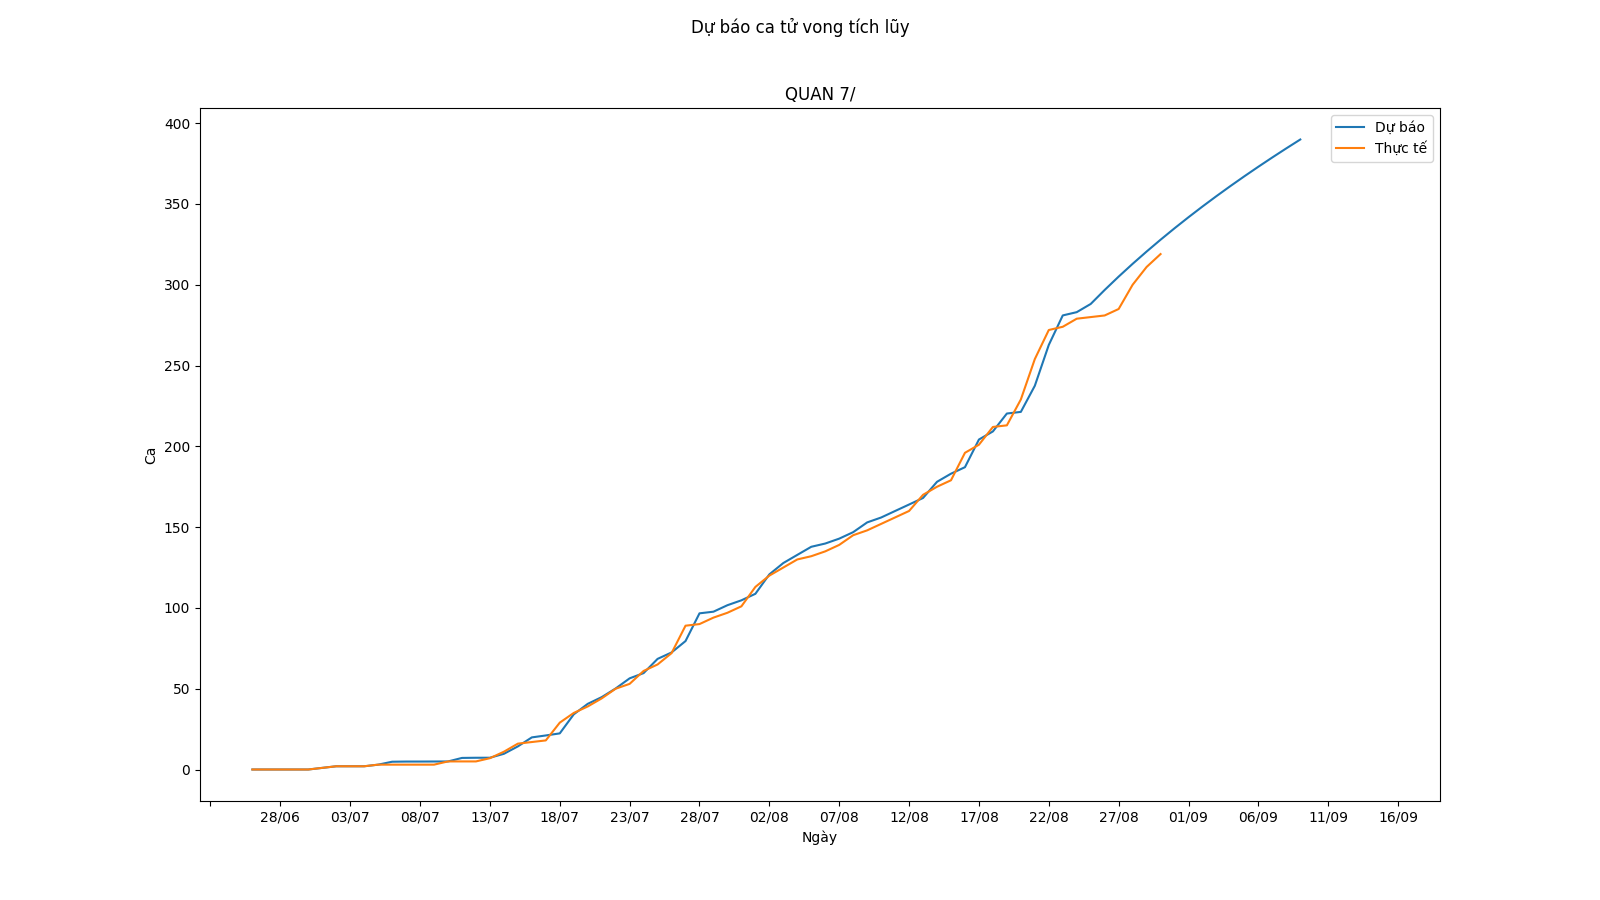 Dự báo ca tử vong tích lũy
QUAN 7/
Dự báo
Thực tế
400
350
300
250
200
150
100
50
0
Ca
28/06 03/07 08/07 13/07 18/07 23/07 28/07 02/08 07/08 12/08 17/08 22/08 27/08 01/09 06/09 11/09 16/09
Ngày